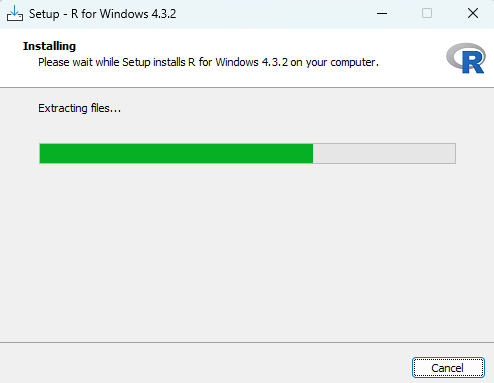 Setup - R for Windows 4.3.2
Installing
Please wait while Setup installs R for Windows 4.3.2 on your computer.
R
Extracting files...
Cancel